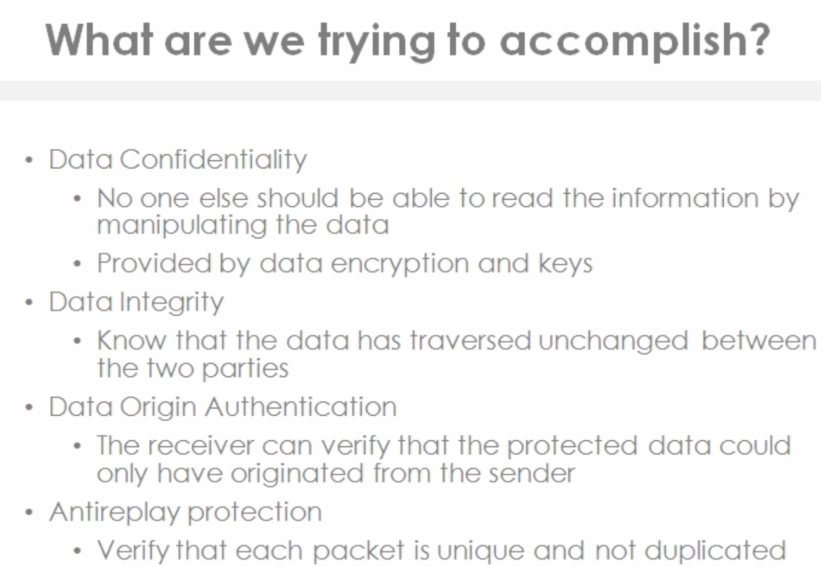 What are we trying to accomplish?
• Data Confidentiality
• No one else should be able to read the information by
manipulating the data
• Provided by data encryption and keys
• Data Integrity
• Know that the data has traversed unchanged between
the two parties
• Data Origin Authentication
• The receiver can verify that the protected data could
only have originated from the sender
• Antireplay protection
• Verify that each packet is unique and not duplicated